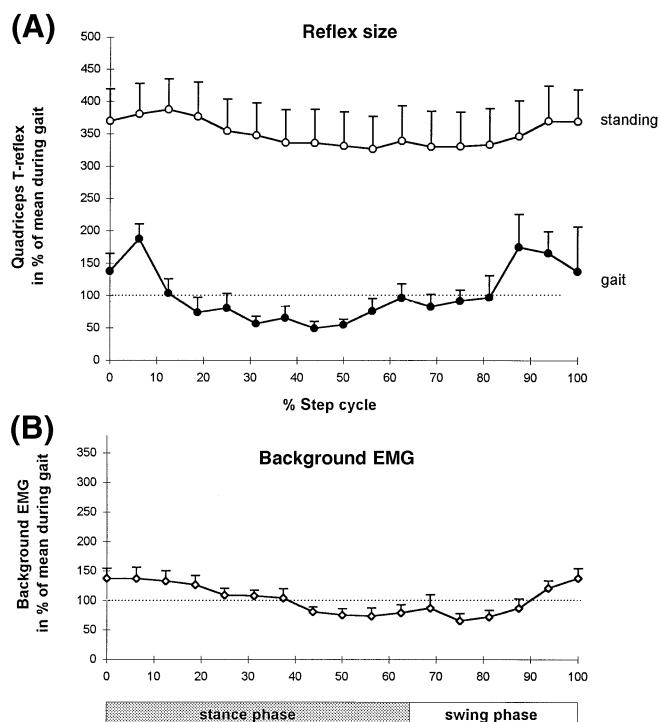 (A)
Reflex size
Quadriceps T-reflex
in % of mean during gait
500
450
400
350
300
250
200
150
100
50
0
standing
gait
0 10 20 30 40 50 60 70 80 90 100
% Step cycle
(B)
Background EMG
Background EMG
in % of mean during gait
350
300
250
200
150
100
50
0
0 10 20 30 40 50 60 70 80 90 100
stance phase swing phase